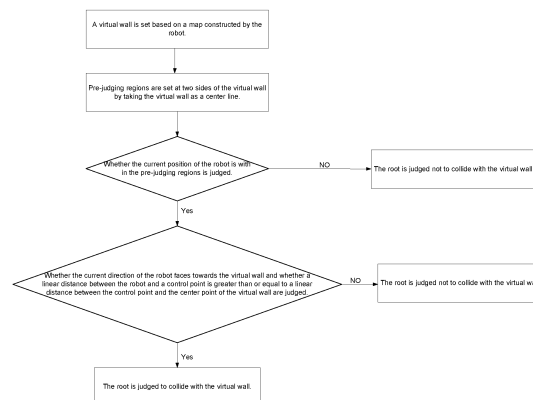 A virtual wall is set based on a map constructed by the
robot.
Pre-judging regions are set at two sides of the virtual wall
by taking the virtual wall as a center line.
Whether the current position of the robot is with
in the pre-judging regions is judged.
NO
The root is judged not to collide with the virtual wall
Yes
Whether the current direction of the robot faces towards the virtual wall and whether a
linear distance between the robot and a control point is greater than or equal to a linear
distance between the control point and the center point of the virtual wall are judged.
NO
The root is judged not to collide with the virtual
Yes
The root is judged to collide with the virtual wall.